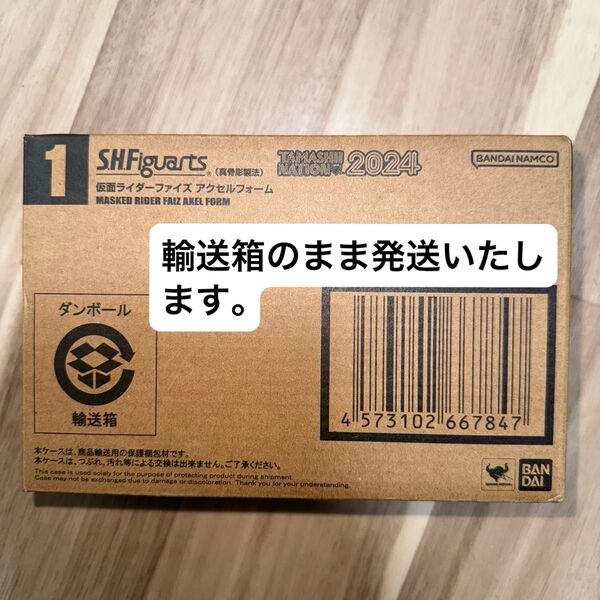 1
S.H.Figuarts (真骨彫製法)
TAMASHII NATION 2024
BANDAI NAMCO
仮面ライダーファイズ アクセルフォーム
MASKED RIDER FAIZ AXEL FORM
輸送箱のまま発送いたし
ます。
ダンボール
輸送箱
4 573102 667847
本ケースは、商品輸送用の保護梱包材です。
本ケースは、つぶれ、汚れ等による交換は出来ません。ご了承ください。
This case is used solely for the purpose of protecting product during shipment.
Case may not be exchanged due to damage or discoloration. Thank you for your understanding.
BAN
DAI